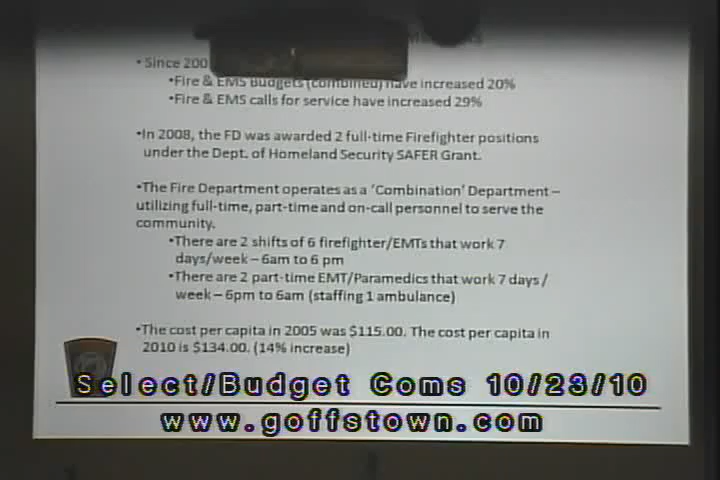 • Since 200
•Fire & EMS Budgets (combined) have increased 20%
•Fire & EMS calls for service have increased 29%
•In 2008, the FD was awarded 2 full-time Firefighter positions
under the Dept. of Homeland Security SAFER Grant.
•The Fire Department operates as a ‘Combination’ Department –
utilizing full-time, part-time and on-call personnel to serve the
community.
•There are 2 shifts of 6 firefighter/EMTs that work 7
days/week – 6am to 6 pm
•There are 2 part-time EMT/Paramedics that work 7 days/
week – 6pm to 6am (staffing 1 ambulance)
•The cost per capita in 2005 was $115.00. The cost per capita in
2010 is $134.00. (14% increase)
Select/Budget Coms 10/23/10
www.goffstown.com